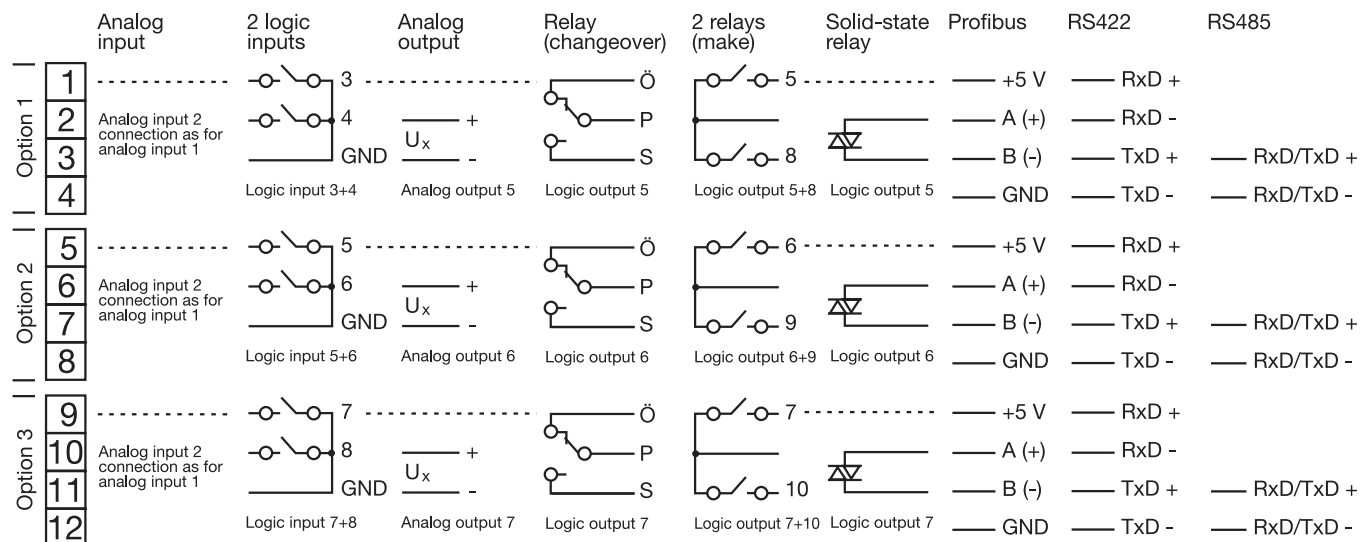 Analog input
2 logic inputs
Analog output
Relay (changeover)
2 relays (make)
Solid-state relay
Profibus
RS422
RS485
Option 1
1
3
Ö
5
+5 V
RxD +
2
Analog input 2
connection as for
analog input 1
4
Ux
+
P
A (+)
RxD -
3
GND
-
S
8
B (-)
TxD +
RxD/TxD +
4
Logic input 3+4
Analog output 5
Logic output 5
Logic output 5+8
Logic output 5
GND
TxD -
RxD/TxD -
Option 2
5
5
Ö
6
+5 V
RxD +
6
Analog input 2
connection as for
analog input 1
6
Ux
+
P
A (+)
RxD -
7
GND
-
S
9
B (-)
TxD +
RxD/TxD +
8
Logic input 5+6
Analog output 6
Logic output 6
Logic output 6+9
Logic output 6
GND
TxD -
RxD/TxD -
Option 3
9
7
Ö
7
+5 V
RxD +
10
Analog input 2
connection as for
analog input 1
8
Ux
+
P
A (+)
RxD -
11
GND
-
S
10
B (-)
TxD +
RxD/TxD +
12
Logic input 7+8
Analog output 7
Logic output 7
Logic output 7+10
Logic output 7
GND
TxD -
RxD/TxD -